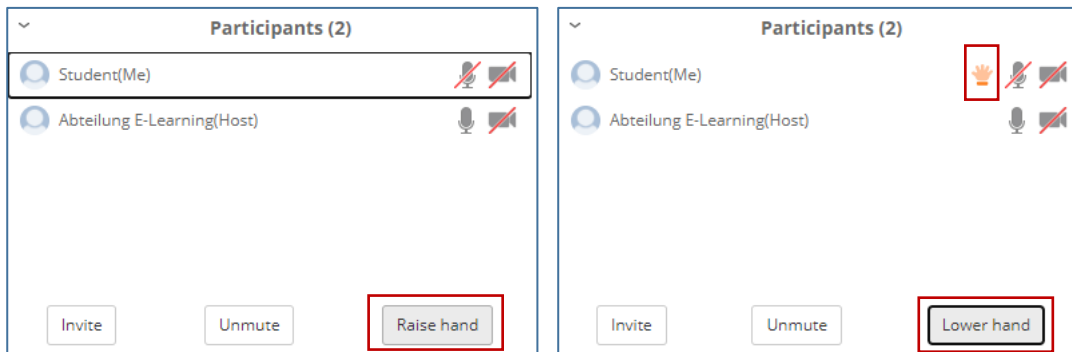 Participants (2)
Student(Me)
Abteilung E-Learning(Host)
Invite Unmute Raise hand
Participants (2)
Student(Me)
Abteilung E-Learning(Host)
Invite Unmute Lower hand